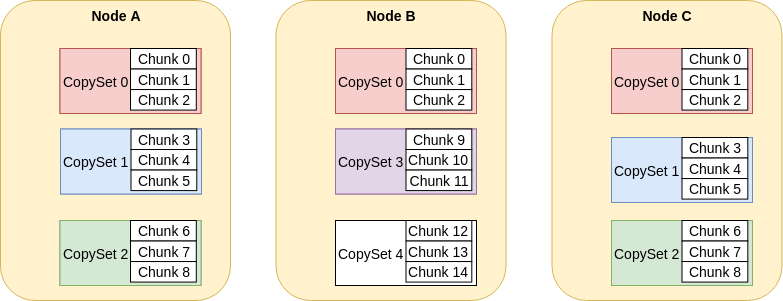 Node A
CopySet 0
Chunk 0
Chunk 1
Chunk 2
CopySet 1
Chunk 3
Chunk 4
Chunk 5
CopySet 2
Chunk 6
Chunk 7
Chunk 8
Node B
CopySet 0
Chunk 0
Chunk 1
Chunk 2
CopySet 3
Chunk 9
Chunk 10
Chunk 11
CopySet 4
Chunk 12
Chunk 13
Chunk 14
Node C
CopySet 0
Chunk 0
Chunk 1
Chunk 2
CopySet 1
Chunk 3
Chunk 4
Chunk 5
CopySet 2
Chunk 6
Chunk 7
Chunk 8